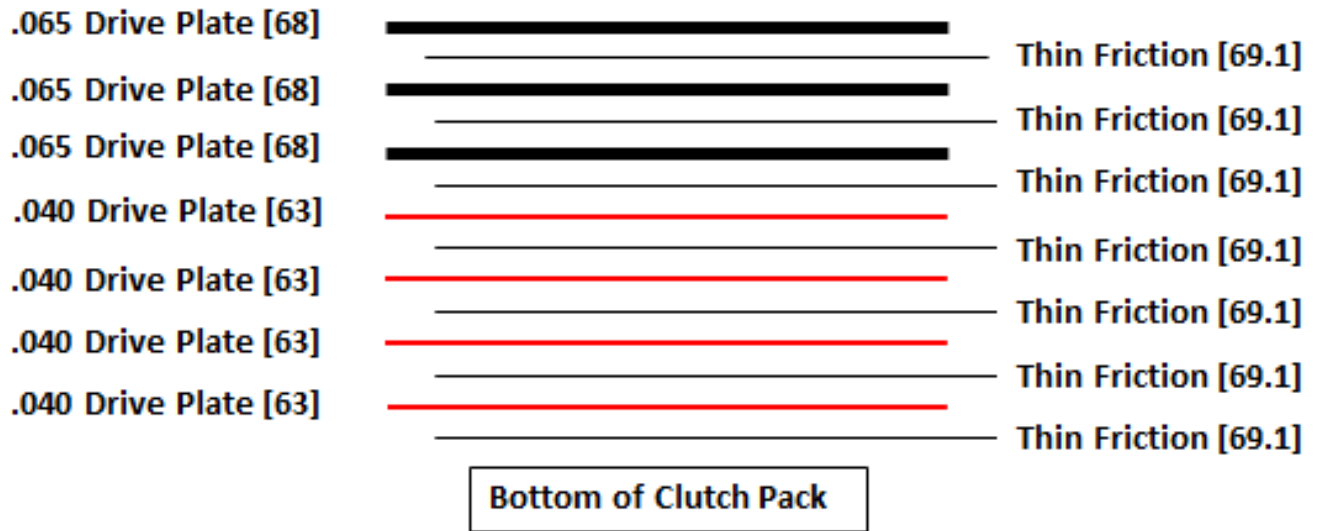 .065 Drive Plate [68]
Thin Friction [69.1]
.065 Drive Plate [68]
Thin Friction [69.1]
.065 Drive Plate [68]
Thin Friction [69.1]
.040 Drive Plate [63]
Thin Friction [69.1]
.040 Drive Plate [63]
Thin Friction [69.1]
.040 Drive Plate [63]
Thin Friction [69.1]
.040 Drive Plate [63]
Thin Friction [69.1]
Bottom of Clutch Pack